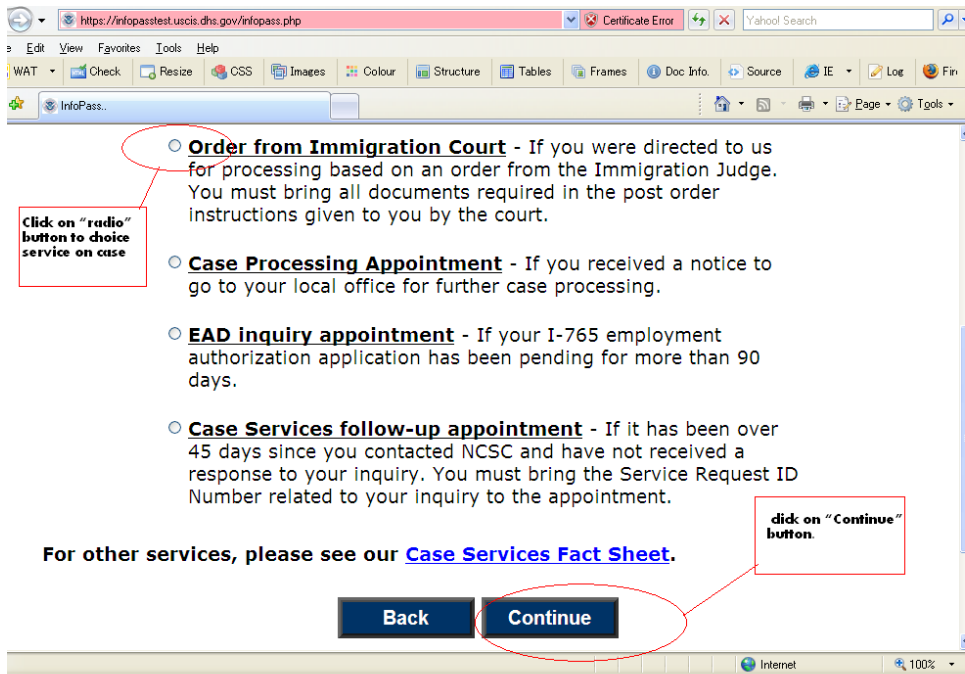 https://infopasstest.uscis.dhs.gov/infopass.php Certificate Error Yahoo! Search
Edit View Favorites Tools Help
WAT Check Resize CSS Images Colour Structure Tables Frames Doc Info. Source IE Log
InfoPass.. Page Tools
Order from Immigration Court - If you were directed to us
for processing based on an order from the Immigration Judge.
You must bring all documents required in the post order
instructions given to you by the court.
Click on "radio"
button to choice
service on case
Case Processing Appointment - If you received a notice to
go to your local office for further case processing.
EAD inquiry appointment - If your I-765 employment
authorization application has been pending for more than 90
days.
Case Services follow-up appointment - If it has been over
45 days since you contacted NCSC and have not received a
response to your inquiry. You must bring the Service Request ID
Number related to your inquiry to the appointment.
click on "Continue"
button.
For other services, please see our Case Services Fact Sheet.
Back Continue
Internet 100%